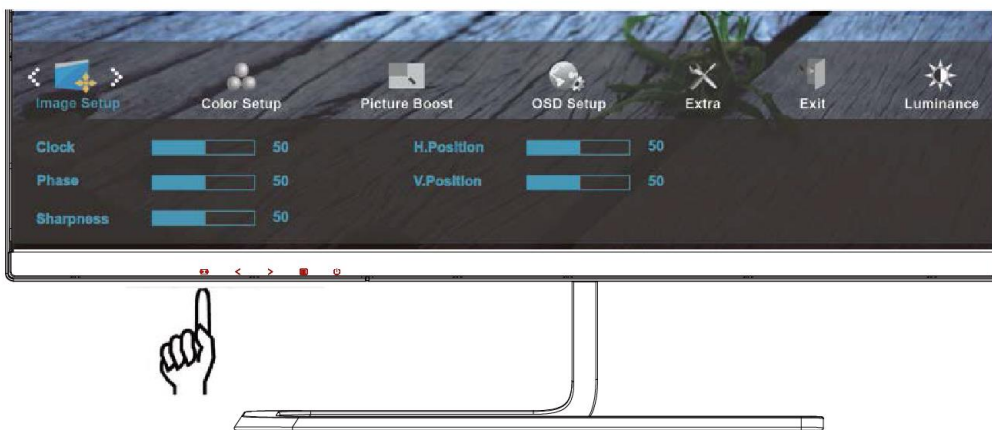 Image Setup Color Setup Picture Boost OSD Setup Extra Exit Luminance
Clock 50 H.Position 50
Phase 50 V.Position 50
Sharpness 50